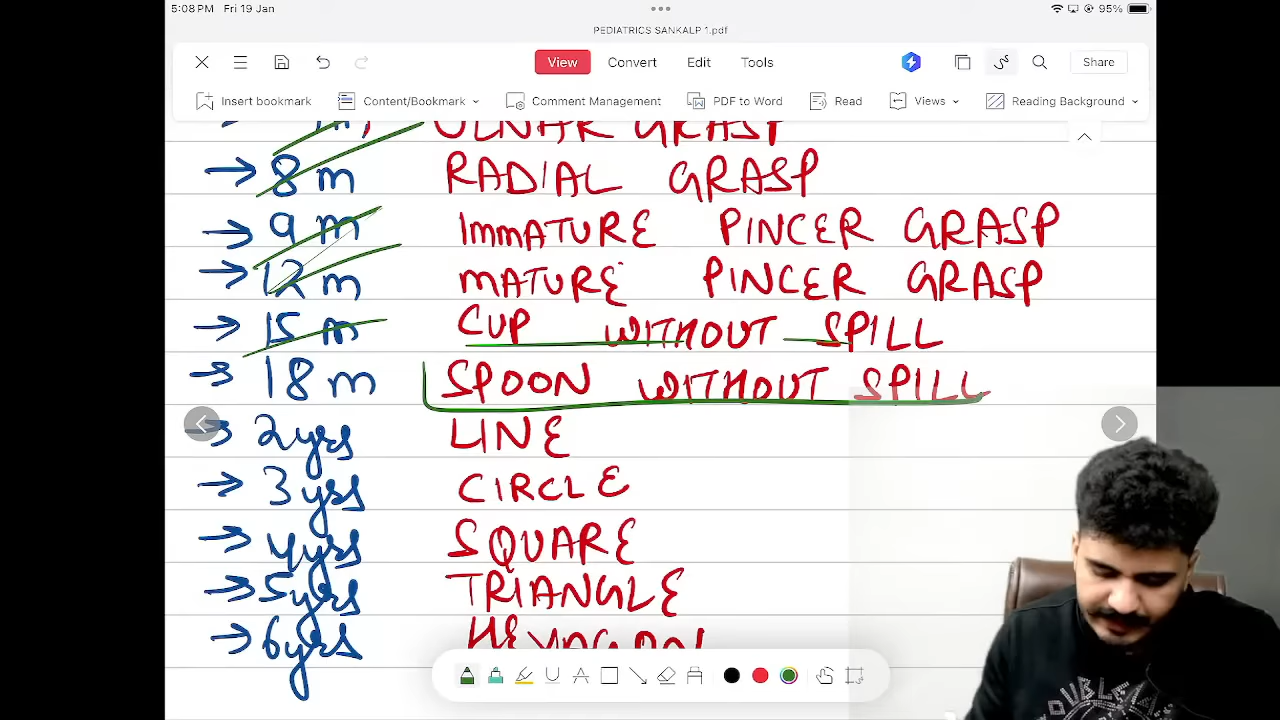 5:08 PM Fri 19 Jan
95%
PEDIATRICS SANKALP 1.pdf
View Convert Edit Tools
Share
Insert bookmark Content/Bookmark Comment Management PDF to Word Read Views Reading Background
m, ULNAR GRASP
→ 8 m RADIAL GRASP
→ 9 m ImmATURE PINCER GRASP
→ 12 m mATURE PINCER GRASP
→ 15 m CUP WITHOUT SPILL
→ 18 m SPOON WITHOUT SPILL
→ 2 yrs LINE
→ 3 yrs CIRCLE
→ 4 yrs SQUARE
→ 5 yrs TRIANGLE
→ 6 yrs HEXAGON